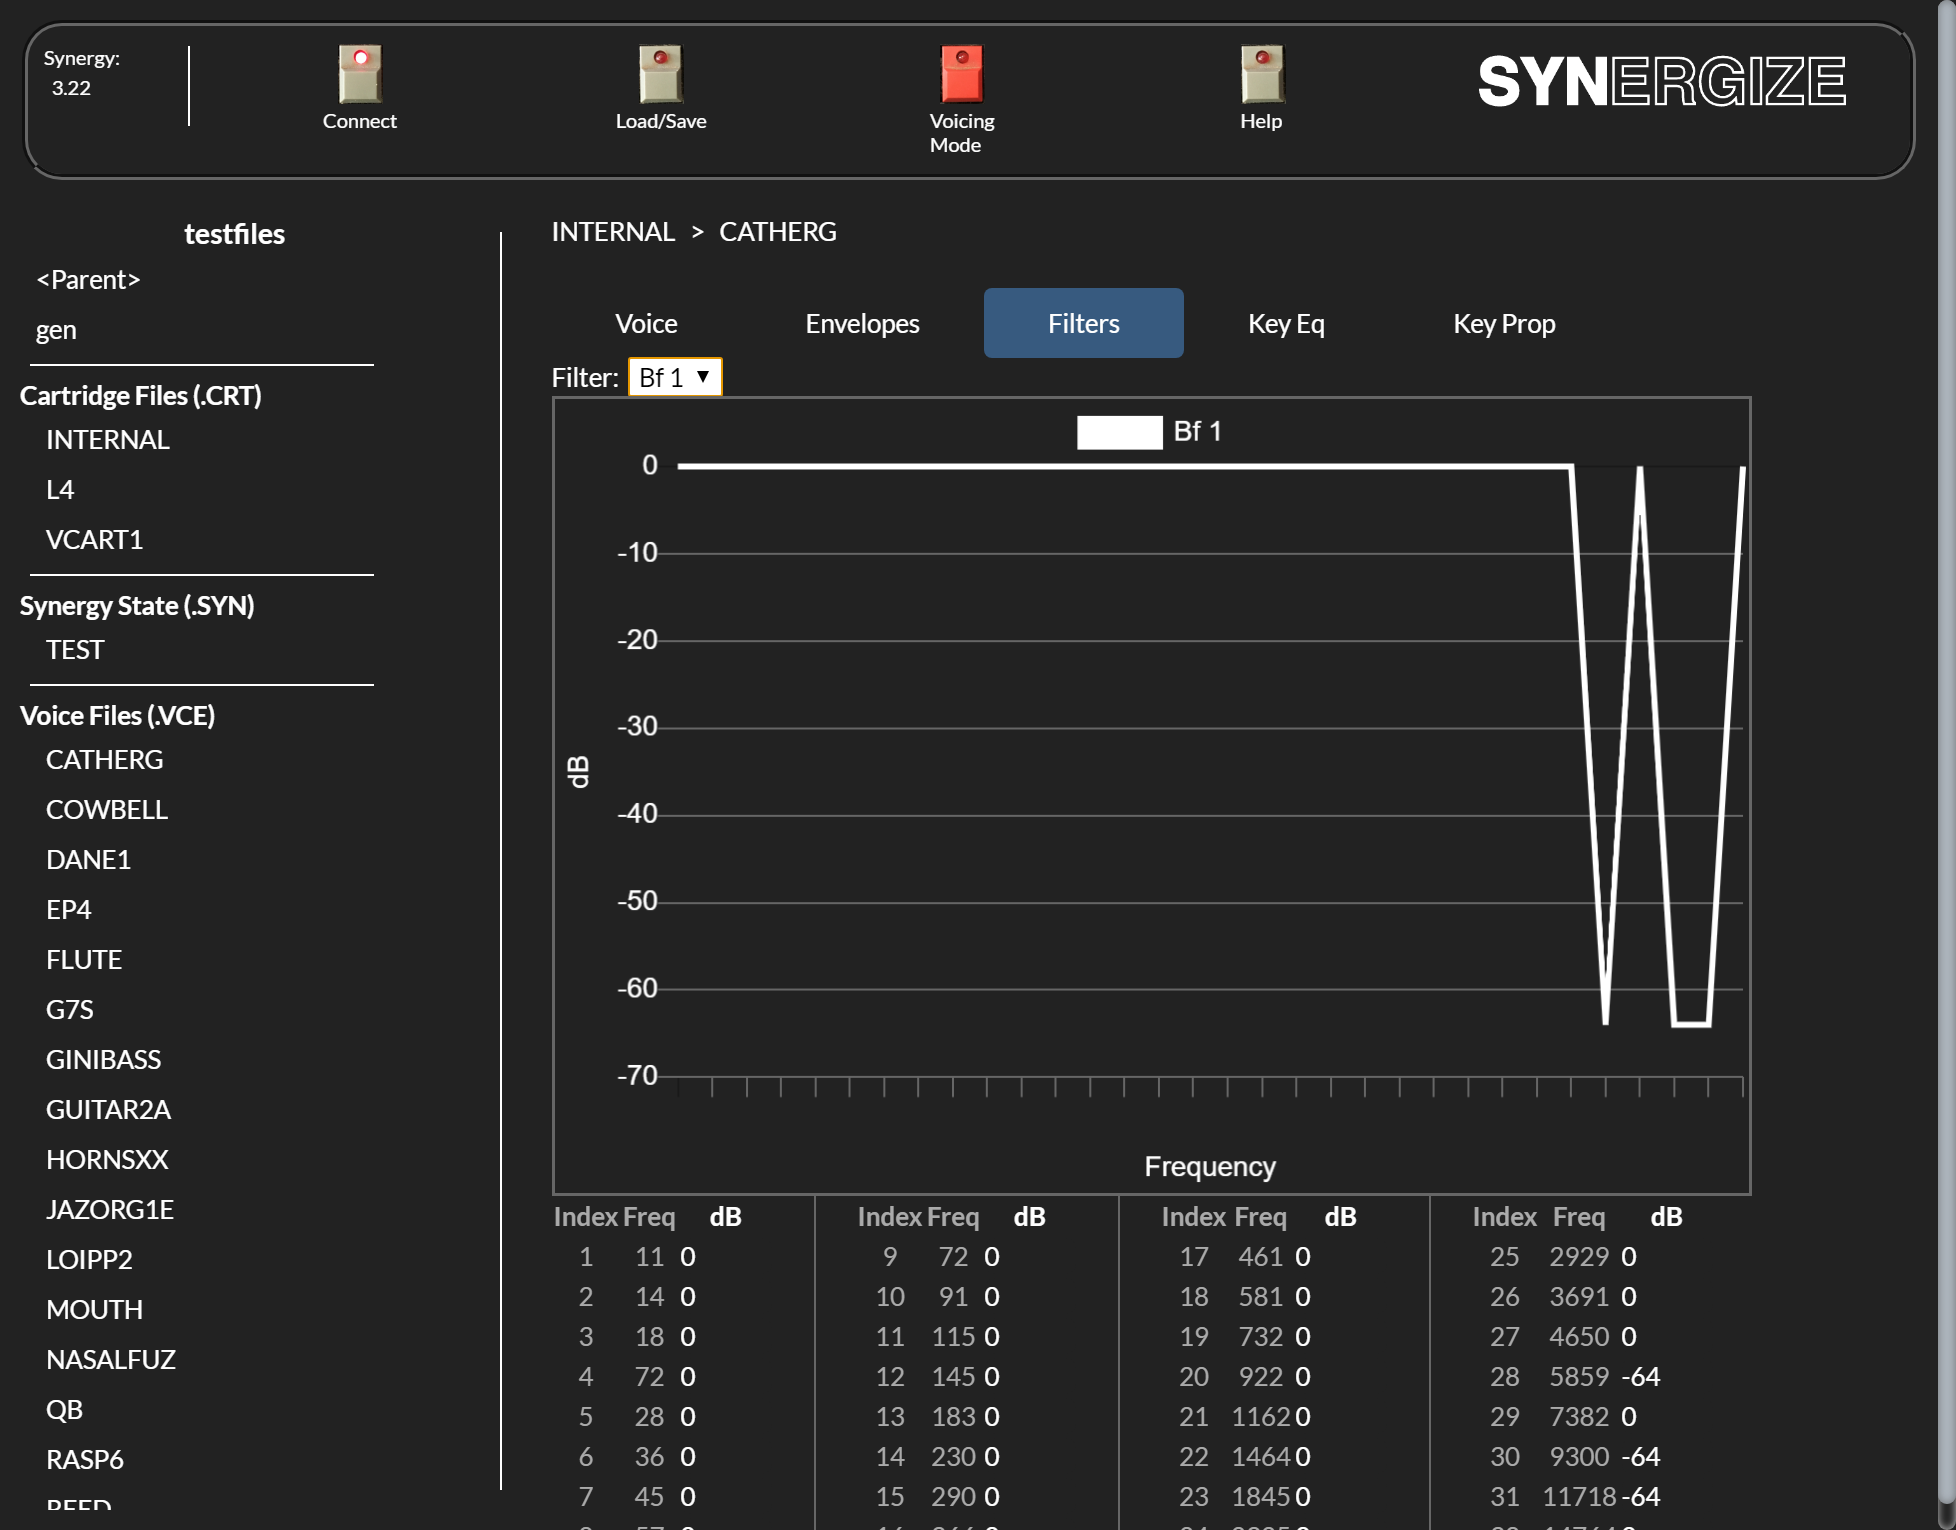 Synergy:
3.22
Connect
Load/Save
Voicing
Mode
Help
SYNERGIZE
testfiles
<Parent>
gen
Cartridge Files (.CRT)
INTERNAL
L4
VCART1
Synergy State (.SYN)
TEST
Voice Files (.VCE)
CATHERG
COWBELL
DANE1
EP4
FLUTE
G7S
GINIBASS
GUITAR2A
HORNSXX
JAZORG1E
LOIPP2
MOUTH
NASALFUZ
QB
RASP6
INTERNAL > CATHERG
Voice Envelopes Filters Key Eq Key Prop
Filter: Bf 1 ▼
Bf 1
0
-10
-20
-30
-40
-50
-60
-70
dB
Frequency
Index Freq dB Index Freq dB Index Freq dB Index Freq dB
1 11 0 9 72 0 17 461 0 25 2929 0
2 14 0 10 91 0 18 581 0 26 3691 0
3 18 0 11 115 0 19 732 0 27 4650 0
4 72 0 12 145 0 20 922 0 28 5859 -64
5 28 0 13 183 0 21 1162 0 29 7382 0
6 36 0 14 230 0 22 1464 0 30 9300 -64
7 45 0 15 290 0 23 1845 0 31 11718 -64